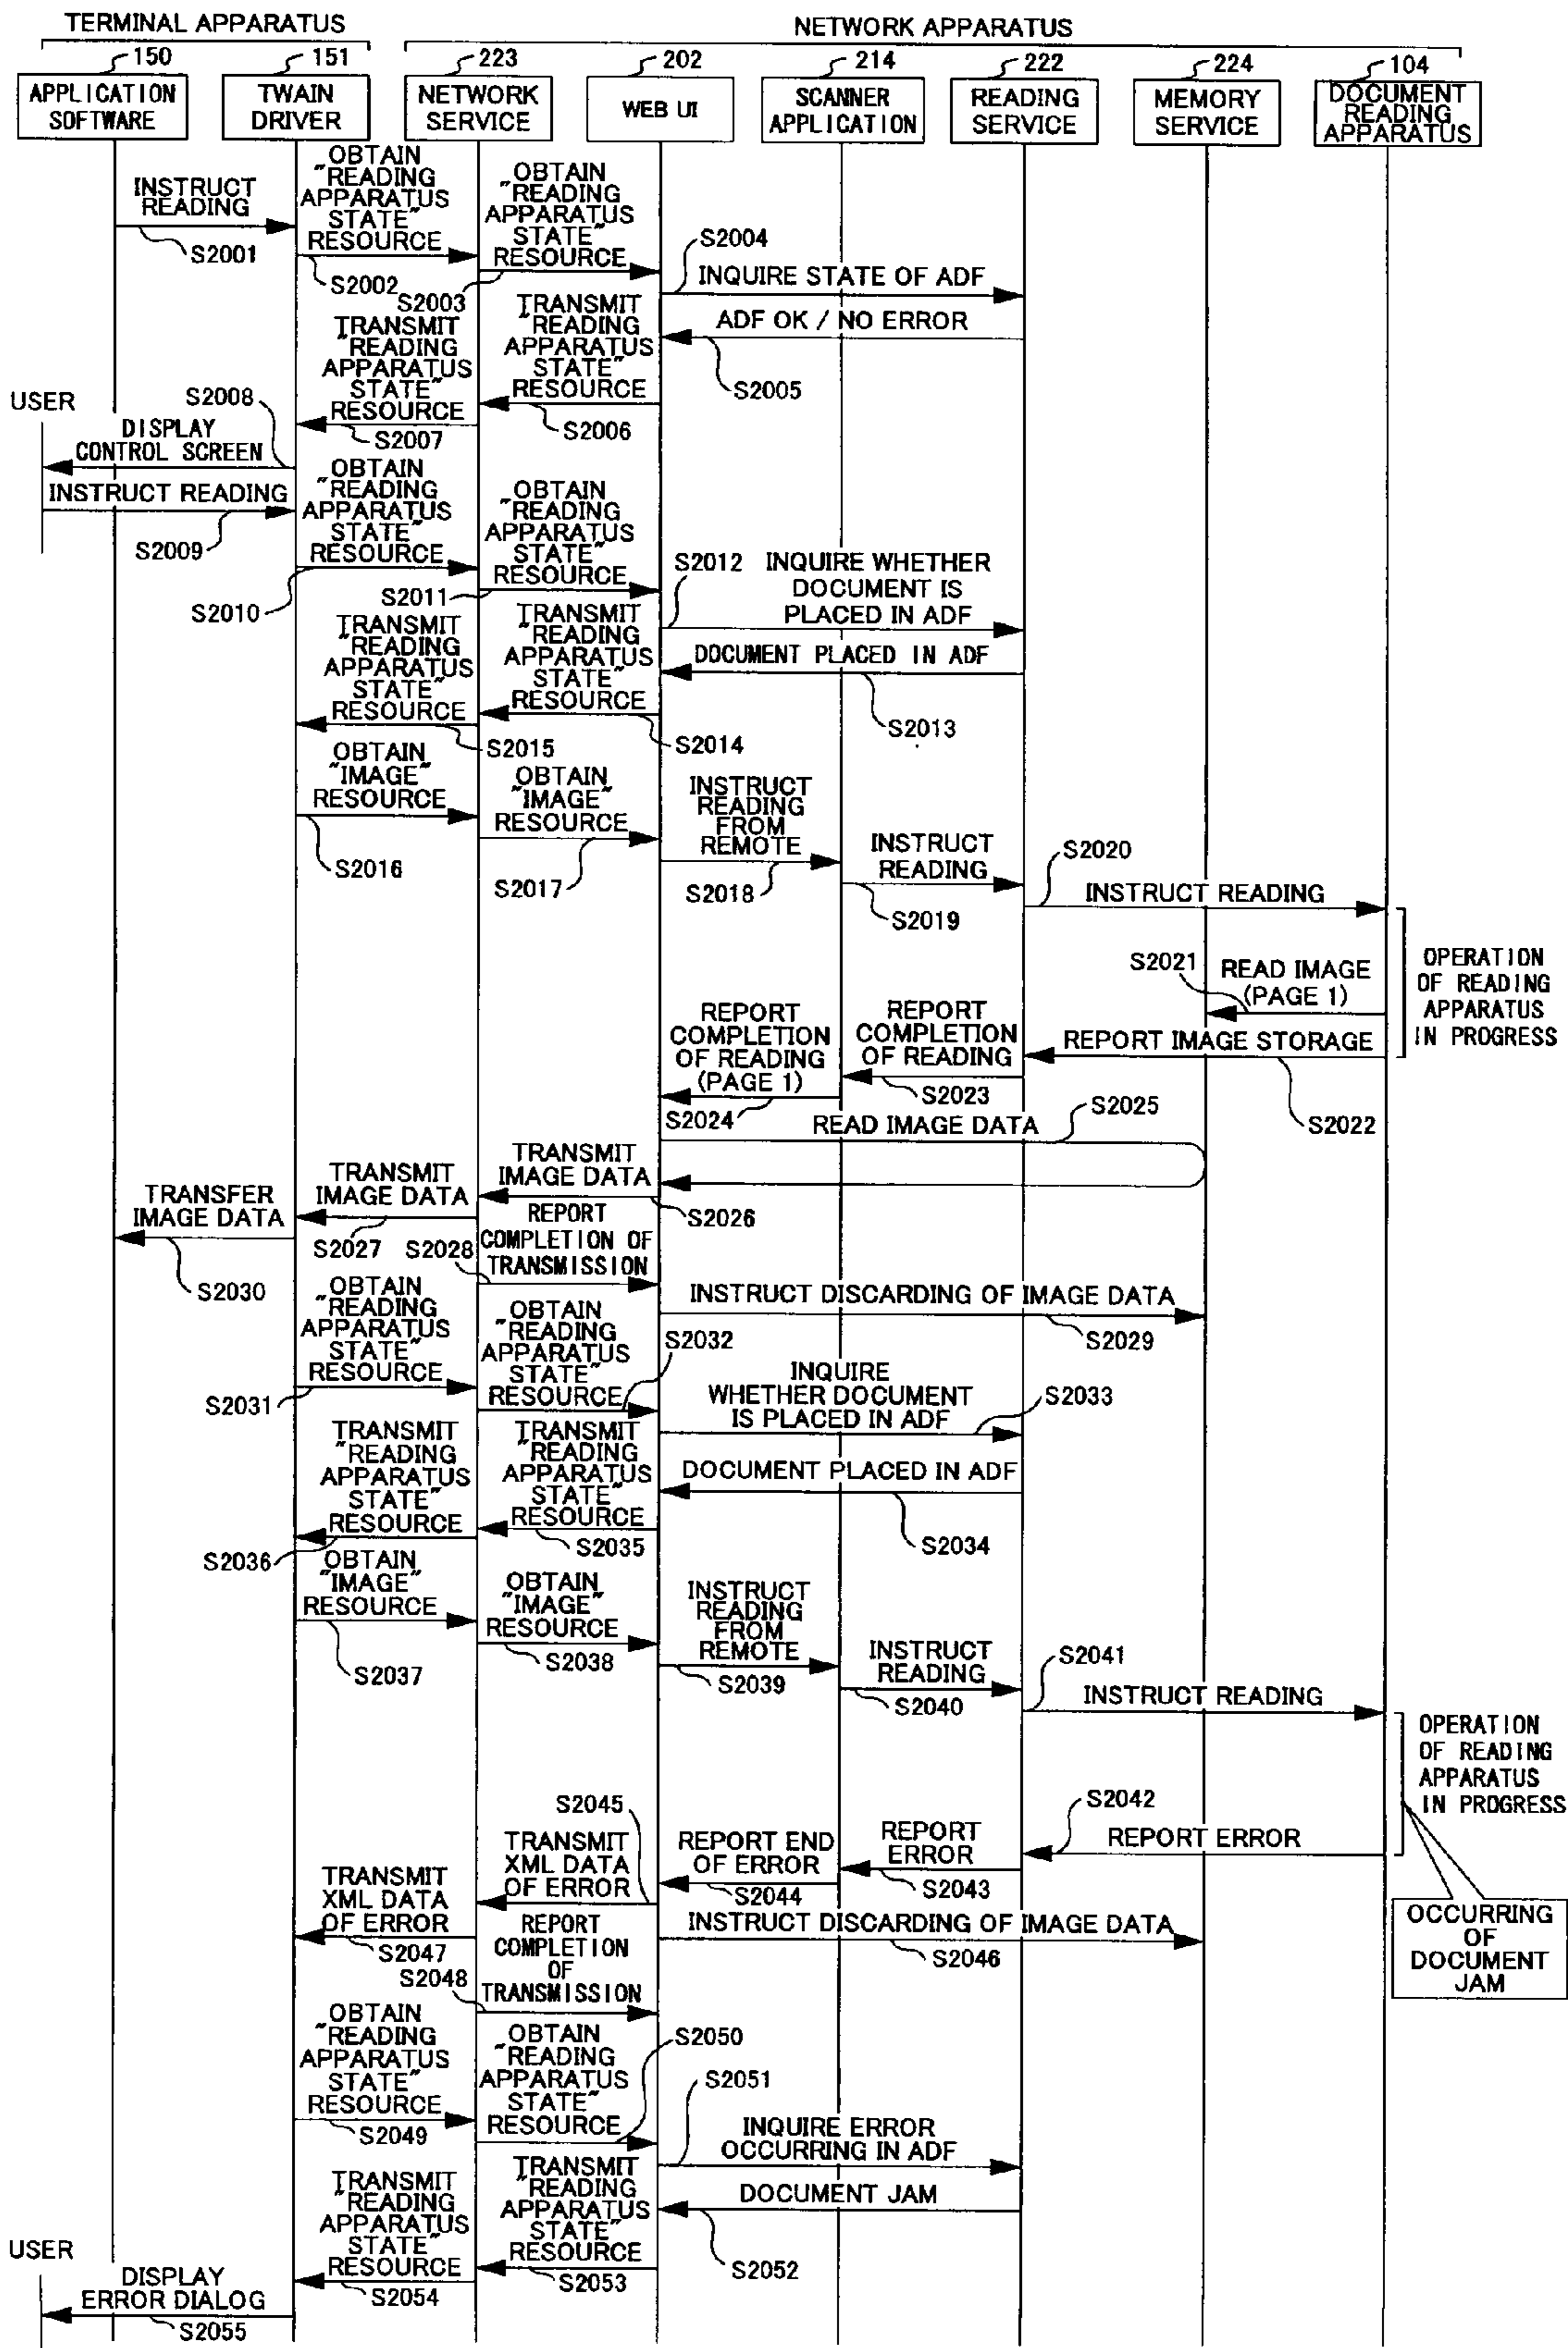 TERMINAL APPARATUS
NETWORK APPARATUS
150
151
223
202
214
222
224
104
APPLICATION
SOFTWARE
TWAIN
DRIVER
NETWORK
SERVICE
WEB UI
SCANNER
APPLICATION
READING
SERVICE
MEMORY
SERVICE
DOCUMENT
READING
APPARATUS
INSTRUCT
READING
S2001
OBTAIN
"READING
APPARATUS
STATE"
RESOURCE
S2002
OBTAIN
"READING
APPARATUS
STATE"
RESOURCE
S2003
S2004
INQUIRE STATE OF ADF
ADF OK / NO ERROR
S2005
TRANSMIT
"READING
APPARATUS
STATE"
RESOURCE
S2006
TRANSMIT
"READING
APPARATUS
STATE"
RESOURCE
S2007
USER
S2008
DISPLAY
CONTROL SCREEN
INSTRUCT READING
S2009
OBTAIN
"READING
APPARATUS
STATE"
RESOURCE
S2010
OBTAIN
"READING
APPARATUS
STATE"
RESOURCE
S2011
S2012
INQUIRE WHETHER
DOCUMENT IS
PLACED IN ADF
DOCUMENT PLACED IN ADF
S2013
TRANSMIT
"READING
APPARATUS
STATE"
RESOURCE
S2014
TRANSMIT
"READING
APPARATUS
STATE"
RESOURCE
S2015
OBTAIN
"IMAGE"
RESOURCE
S2016
OBTAIN
"IMAGE"
RESOURCE
S2017
INSTRUCT
READING
FROM
REMOTE
S2018
INSTRUCT
READING
S2019
S2020
INSTRUCT READING
OPERATION
OF READING
APPARATUS
IN PROGRESS
S2021
READ IMAGE
(PAGE 1)
REPORT IMAGE STORAGE
S2022
REPORT
COMPLETION
OF READING
S2023
REPORT
COMPLETION
OF READING
(PAGE 1)
S2024
READ IMAGE DATA
S2025
TRANSMIT
IMAGE DATA
S2026
TRANSMIT
IMAGE DATA
S2027
TRANSFER
IMAGE DATA
S2030
REPORT
COMPLETION OF
TRANSMISSION
S2028
INSTRUCT DISCARDING OF IMAGE DATA
S2029
OBTAIN
"READING
APPARATUS
STATE"
RESOURCE
S2031
OBTAIN
"READING
APPARATUS
STATE"
RESOURCE
S2032
INQUIRE
WHETHER DOCUMENT
IS PLACED IN ADF
S2033
DOCUMENT PLACED IN ADF
S2034
TRANSMIT
"READING
APPARATUS
STATE"
RESOURCE
S2035
TRANSMIT
"READING
APPARATUS
STATE"
RESOURCE
S2036
OBTAIN
"IMAGE"
RESOURCE
S2037
OBTAIN
"IMAGE"
RESOURCE
S2038
INSTRUCT
READING
FROM
REMOTE
S2039
INSTRUCT
READING
S2040
S2041
INSTRUCT READING
OPERATION
OF READING
APPARATUS
IN PROGRESS
S2042
REPORT ERROR
REPORT
ERROR
S2043
REPORT END
OF ERROR
S2044
S2045
TRANSMIT
XML DATA
OF ERROR
INSTRUCT DISCARDING OF IMAGE DATA
S2046
OCCURRING
OF
DOCUMENT
JAM
TRANSMIT
XML DATA
OF ERROR
S2047
REPORT
COMPLETION
OF
TRANSMISSION
S2048
OBTAIN
"READING
APPARATUS
STATE"
RESOURCE
S2049
OBTAIN
"READING
APPARATUS
STATE"
RESOURCE
S2050
S2051
INQUIRE ERROR
OCCURRING IN ADF
DOCUMENT JAM
S2052
TRANSMIT
"READING
APPARATUS
STATE"
RESOURCE
S2053
TRANSMIT
"READING
APPARATUS
STATE"
RESOURCE
S2054
USER
DISPLAY
ERROR DIALOG
S2055